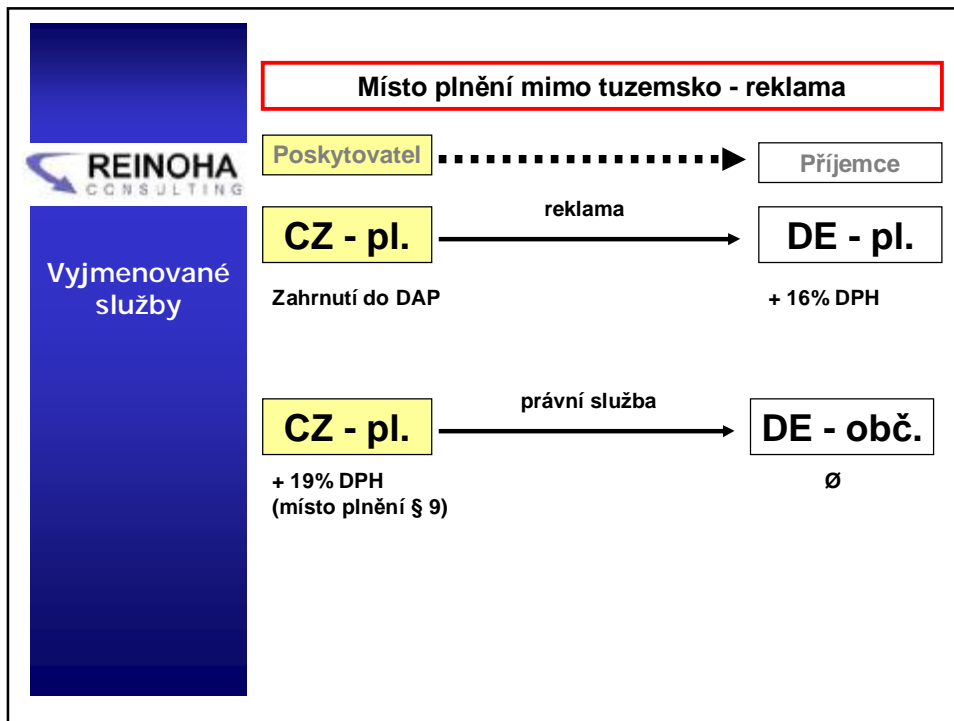 Místo plnění mimo tuzemsko - reklama
REINOHA
CONSULTING
Vyjmenované
služby
Poskytovatel
Příjemce
reklama
CZ - pl.
DE - pl.
Zahrnutí do DAP
+ 16% DPH
právní služba
CZ - pl.
DE - obč.
+ 19% DPH
Ø
(místo plnění § 9)